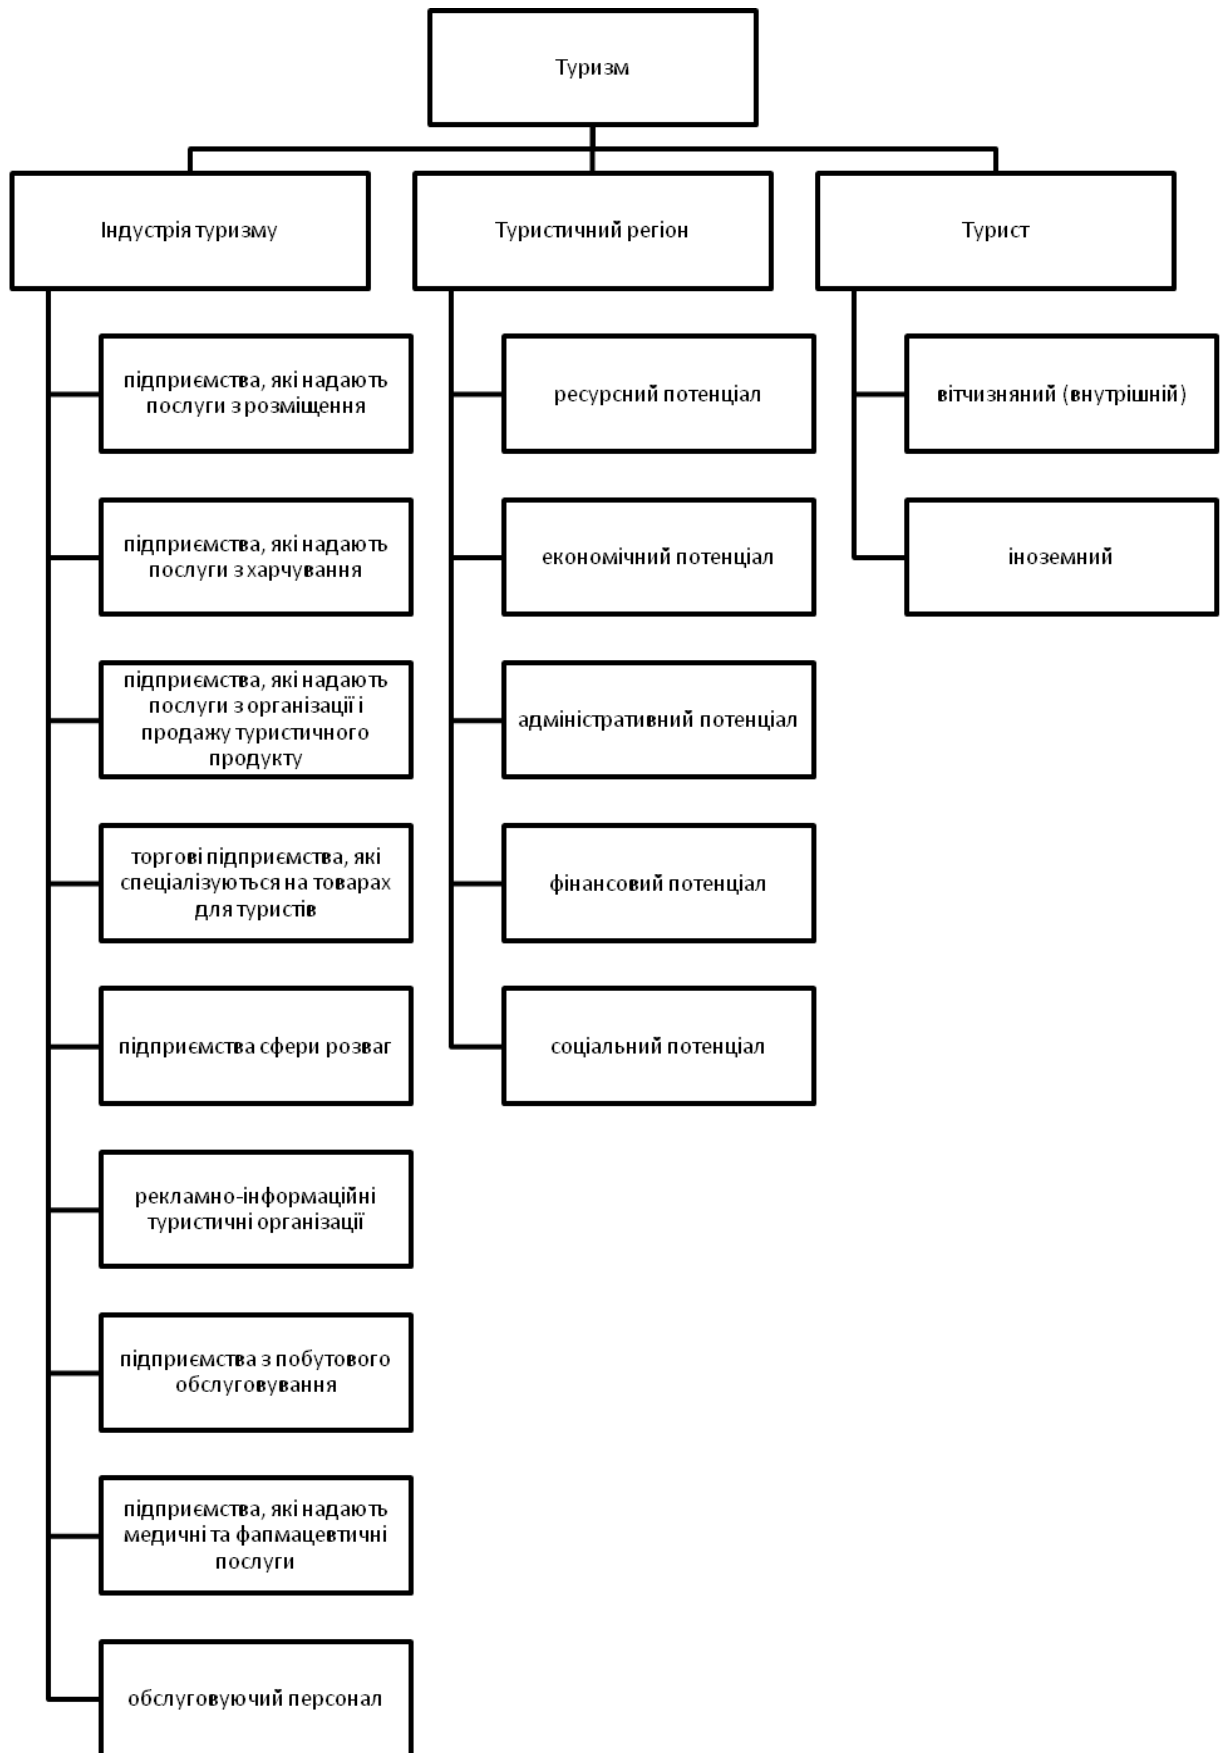 Туризм
Індустрія туризму
підприємства, які надають
послуги з розміщення
підприємства, які надають
послуги з харчування
підприємства, які надають
послуги з організації і
продажу туристичного
продукту
торгові підприємства, які
спеціалізуються на товарах
для туристів
підприємства сфери розваг
рекламно-інформаційні
туристичні організації
підприємства з побутового
обслуговування
підприємства, які надають
медичні та фапмацевтичні
послуги
обслуговуючий персонал
Туристичний регіон
ресурсний потенціал
економічний потенціал
адміністративний потенціал
фінансовий потенціал
соціальний потенціал
Турист
вітчизняний (внутрішній)
іноземний